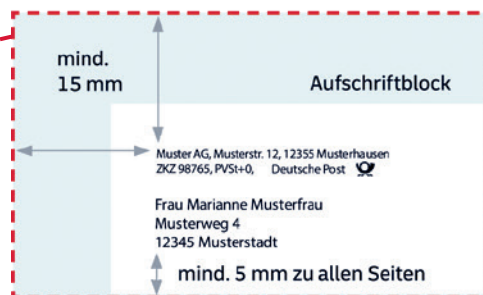 mind.
15 mm
Aufschriftblock
Muster AG, Musterstr. 12, 12355 Musterhausen
ZKZ 98765, PVSt+0, Deutsche Post
Frau Marianne Musterfrau
Musterweg 4
12345 Musterstadt
mind. 5 mm zu allen Seiten